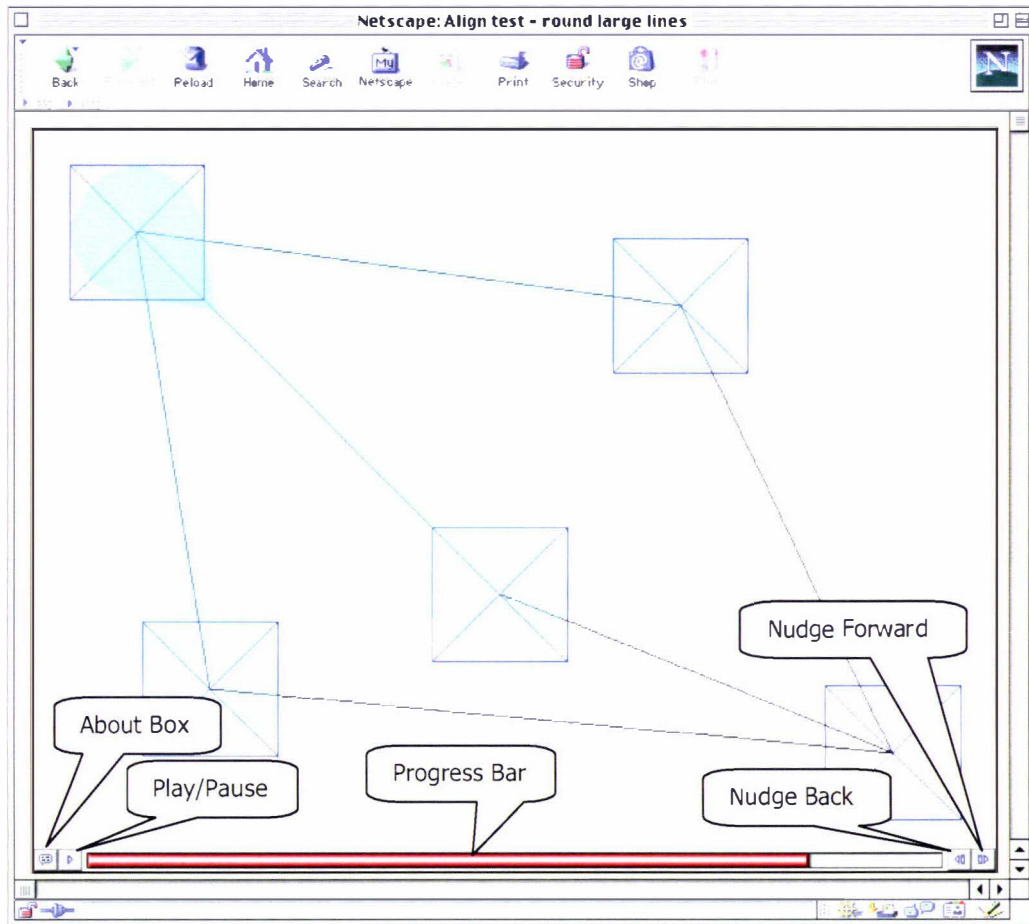 Netscape: Align test - round large lines
Back
Reload
Home
Search
My
Netscape
Print
Security
Shop
N
Nudge Forward
About Box
Play/Pause
Progress Bar
Nudge Back